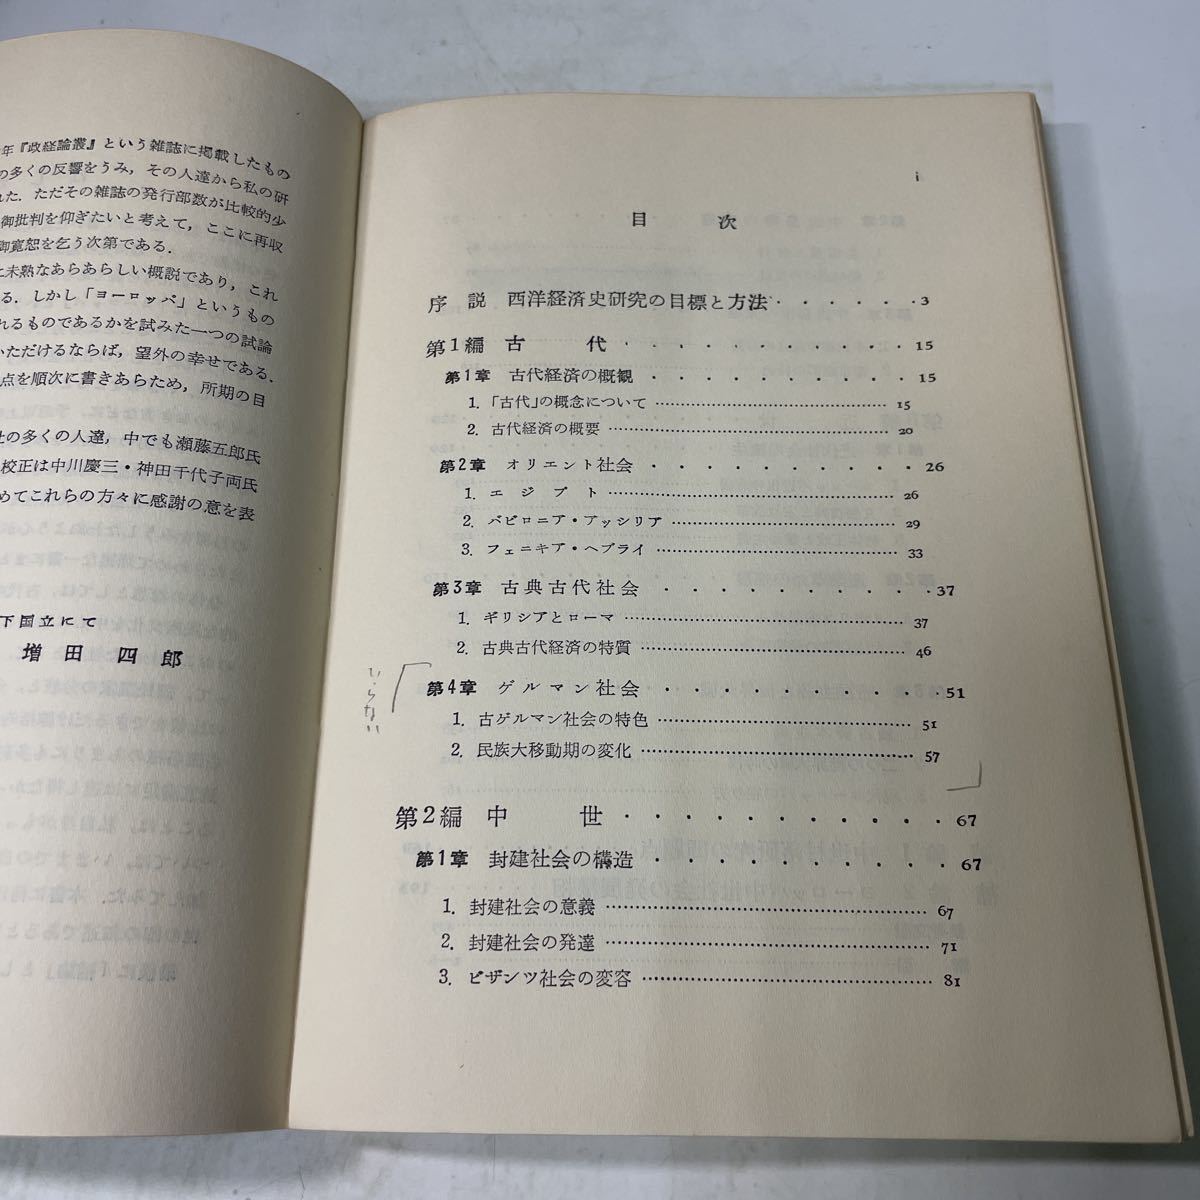 年『政経論叢』という雑誌に掲載したもの
の多くの反響をうみ，その人達から私の研
れた．ただその雑誌の発行部数が比較的少
御批判を仰ぎたいと考えて，ここに再収
御寛恕を乞う次第である．
未熟なあらあらしい概説であり，これ
る．しかし「ヨーロッパ」というもの
れるものであるかを試みた一つの試論
いただけるならば，望外の幸せである．
点を順次に書きあらため，所期の目
の多くの人達，中でも瀬藤五郎氏
校正は中川慶三・神田千代子両氏
めてこれらの方々に感謝の意を表
下国立にて
増田四郎
i
目次
序説 西洋経済史研究の目標と方法・・・・・・3
第1編 古代・・・・・・・・・・・15
第1章 古代経済の概観・・・・・・・・・・15
1. 「古代」の概念について……………………15
2. 古代経済の概要……………………20
第2章 オリエント社会・・・・・・・・・・26
1. エジプト……………………26
2. バビロニア・アッシリア……………………29
3. フェニキア・ヘブライ……………………33
第3章 古典古代社会・・・・・・・・・・37
1. ギリシアとローマ……………………37
2. 古典古代経済の特質……………………46
第4章 ゲルマン社会・・・・・・・・・・51
1. 古ゲルマン社会の特色……………………51
2. 民族大移動期の変化……………………57
第2編 中世・・・・・・・・・・・67
第1章 封建社会の構造・・・・・・・・・・67
1. 封建社会の意義……………………67
2. 封建社会の発達……………………71
3. ビザンツ社会の変容……………………81